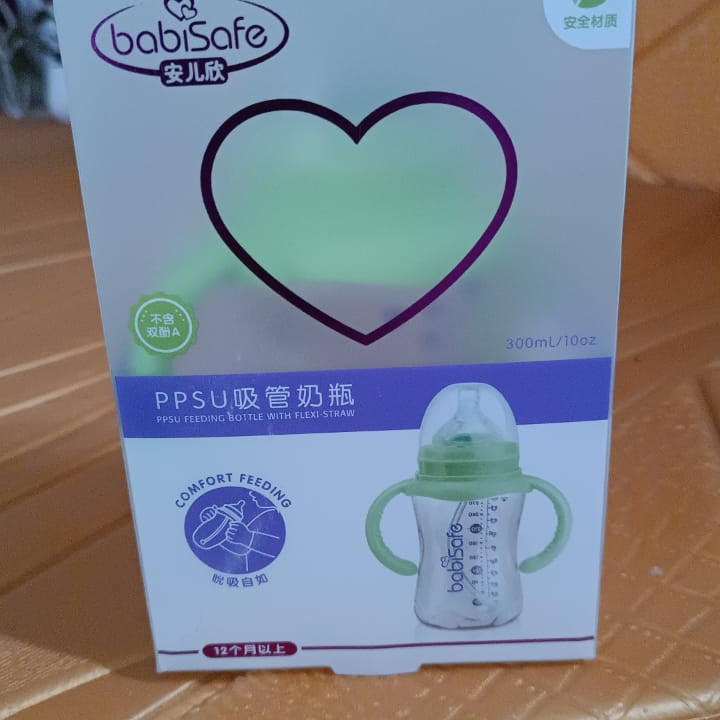 babiSafe
安儿欣
安全材质
不含
双酚A
300mL/10oz
PPSU吸管奶瓶
PPSU FEEDING BOTTLE WITH FLEXI-STRAW
COMFORT FEEDING
吮吸自如
babiSafe
12个月以上